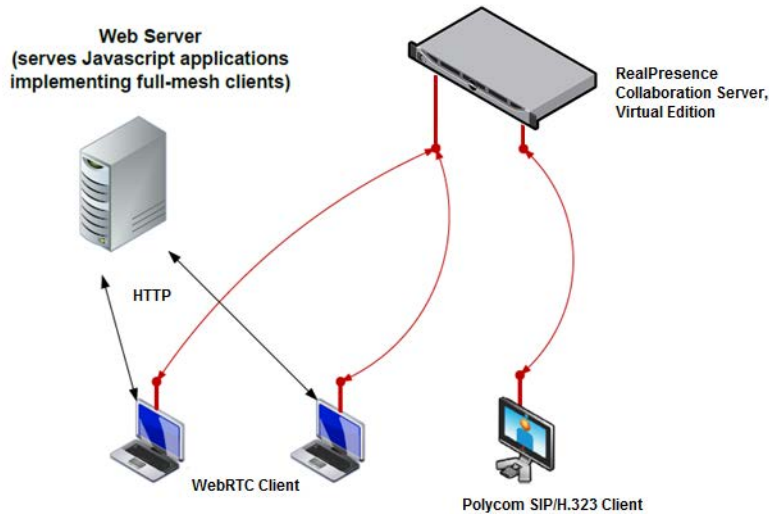 Web Server
(serves Javascript applications
implementing full-mesh clients)
RealPresence
Collaboration Server,
Virtual Edition
HTTP
WebRTC Client
Polycom SIP/H.323 Client